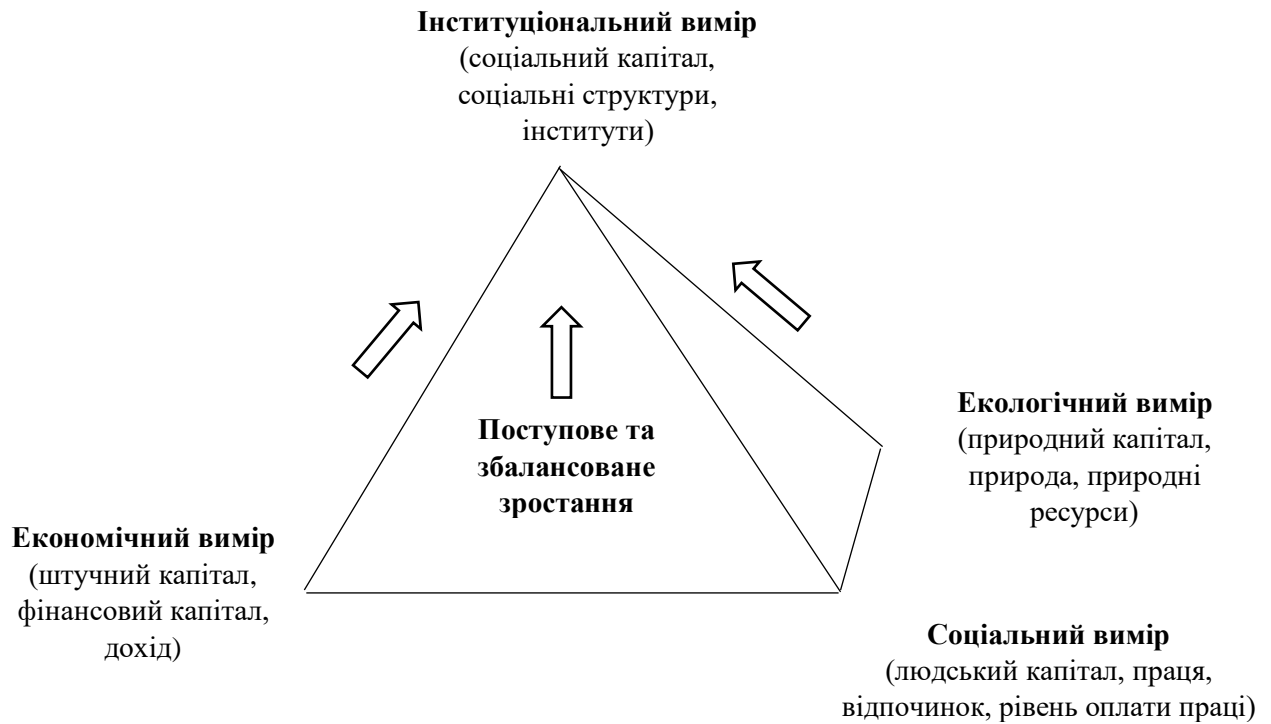 Інституціональний вимір
(соціальний капітал,
соціальні структури,
інститути)
Поступове та
збалансоване
зростання
Екологічний вимір
(природний капітал,
природа, природні
ресурси)
Економічний вимір
(штучний капітал,
фінансовий капітал,
дохід)
Соціальний вимір
(людський капітал, праця,
відпочинок, рівень оплати праці)